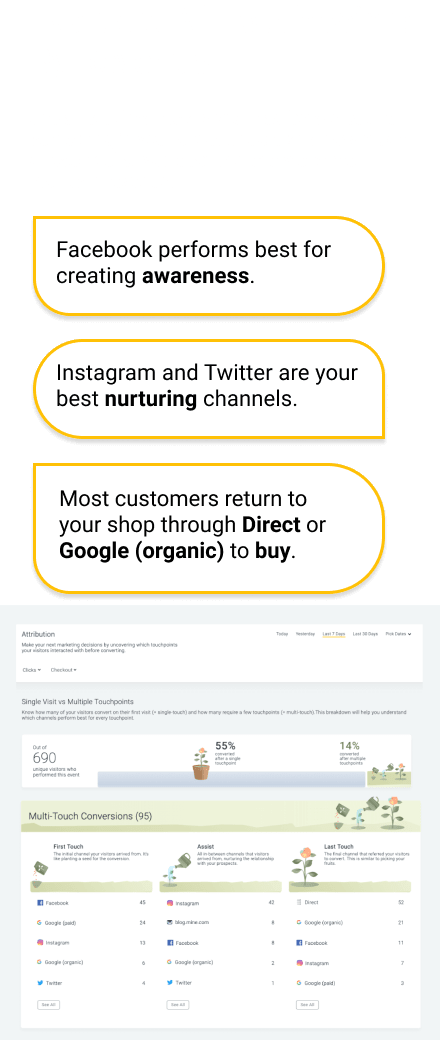 Facebook performs best for
creating awareness.
Instagram and Twitter are your
best nurturing channels.
Most customers return to
your shop through Direct or
Google (organic) to buy.
Attribution
Today Yesterday Last 7 Days Last 30 Days Pick Dates
Make your next marketing decisions by uncovering which touchpoints
your visitors interacted with before converting.
Clicks Checkout
Single Visit vs Multiple Touchpoints
Know how many of your visitors convert on their first visit (= single-touch) and how many require a few touchpoints (= multi-touch).This breakdown will help you understand
which channels perform best for every touchpoint.
Out of
690
unique visitors who
performed this event
55%
converted
after a single
touchpoint
14%
converted
after multiple
touchpoints
Multi-Touch Conversions (95)
First Touch
The initial channel your visitors arrived from; it's
like planting a seed for the conversion
Assist
All in-between channels that visitors
arrived from; nurturing the relationship
with your prospects.
Last Touch
The final channel that referred your visitors
to convert. This is similar to picking your
fruits.
Facebook 45
Google (paid) 24
Instagram 13
Google (organic) 6
Twitter 4
See All
Instagram 42
blog.mine.com 8
Facebook 8
Google (organic) 2
Twitter 1
See All
Direct 52
Google (organic) 21
Facebook 11
Instagram 7
Google (paid) 3
See All